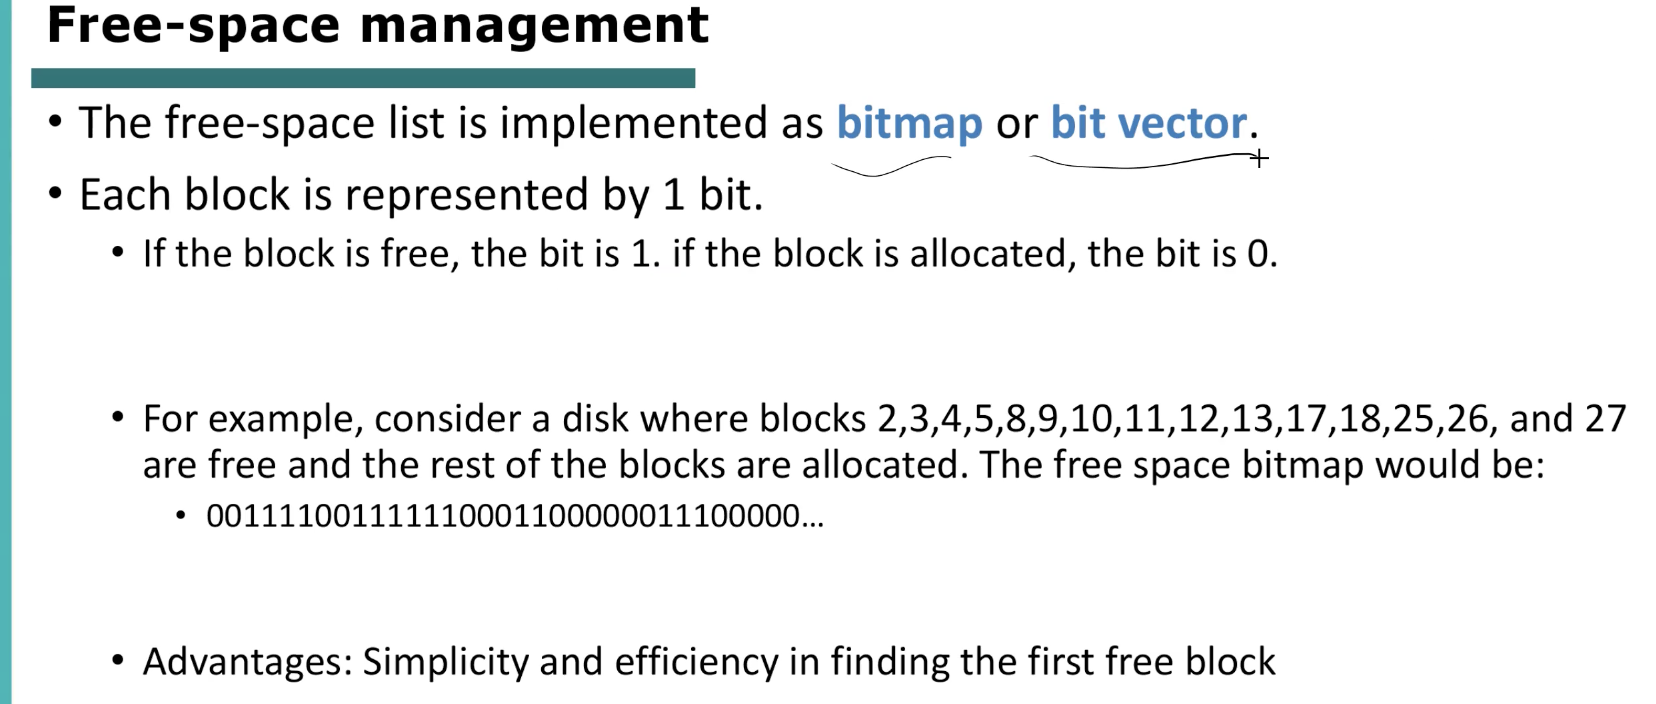 Free-space management
• The free-space list is implemented as bitmap or bit vector.
• Each block is represented by 1 bit.
• If the block is free, the bit is 1. if the block is allocated, the bit is 0.
• For example, consider a disk where blocks 2,3,4,5,8,9,10,11,12,13,17,18,25,26, and 27
are free and the rest of the blocks are allocated. The free space bitmap would be:
• 001111001111110001100000011100000…
• Advantages: Simplicity and efficiency in finding the first free block